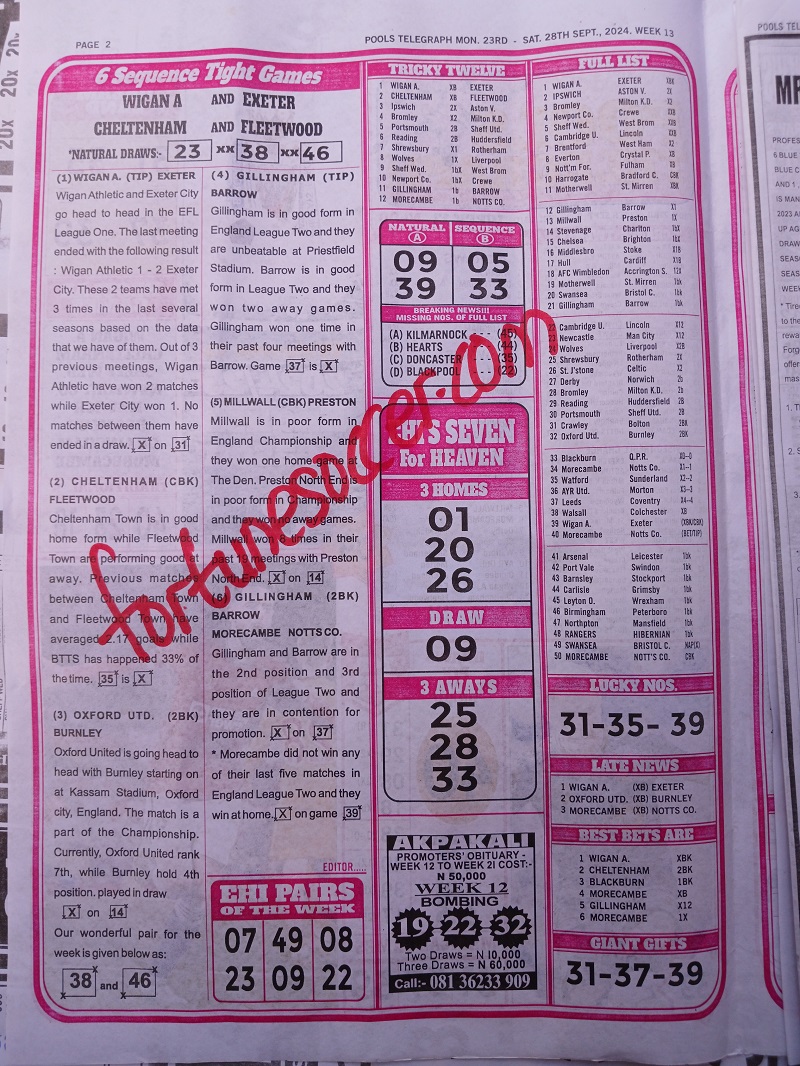 PAGE 2
POOLS TELEGRAPH MON. 23RD - SAT. 28TH SEPT., 2024. WEEK 13
6 Sequence Tight Games
WIGAN A AND EXETER
CHELTENHAM AND FLEETWOOD
*NATURAL DRAWS:- 23 xx 38 xx 46
(1) WIGAN A. (TIP) EXETER
Wigan Athletic and Exeter City
go head to head in the EFL
League One. The last meeting
ended with the following result
: Wigan Athletic 1 - 2 Exeter
City. These 2 teams have met
3 times in the last several
seasons based on the data
that we have of them. Out of 3
previous meetings, Wigan
Athletic have won 2 matches
while Exeter City won 1. No
matches between them have
ended in a draw. X on 31
(2) CHELTENHAM (CBK)
FLEETWOOD
Cheltenham Town is in good
home form while Fleetwood
Town are performing good at
away. Previous matches
between Cheltenham Town
and Fleetwood Town have
averaged 2.17 goals while
BTTS has happened 33% of
the time. 35 is X
(3) OXFORD UTD. (2BK)
BURNLEY
Oxford United is going head to
head with Burnley starting on
at Kassam Stadium, Oxford
city, England. The match is a
part of the Championship.
Currently, Oxford United rank
7th, while Burnley hold 4th
position. played in draw
X on 14
Our wonderful pair for the
week is given below as:
38 and 46
(4) GILLINGHAM (TIP)
BARROW
Gillingham is in good form in
England League Two and they
are unbeatable at Priestfield
Stadium. Barrow is in good
form in League Two and they
won two away games.
Gillingham won one time in
their past four meetings with
Barrow. Game 37 is X
(5) MILLWALL (CBK) PRESTON
Millwall is in poor form in
England Championship and
they won one home game at
The Den. Preston North End is
in poor form in Championship
and they won no away games.
Millwall won 8 times in their
past 19 meetings with Preston
North End. X on 14
(6) GILLINGHAM (2BK)
BARROW
MORECAMBE NOTTS CO.
Gillingham and Barrow are in
the 2nd position and 3rd
position of League Two and
they are in contention for
promotion. X on 37
* Morecambe did not win any
of their last five matches in
England League Two and they
win at home. X on game 39
EDITOR.....
EHI PAIRS
OF THE WEEK
07 49 08
23 09 22
TRICKY TWELVE
1 WIGAN A. XB EXETER
2 CHELTENHAM XB FLEETWOOD
3 Ipswich 2X Aston V.
4 Bromley X2 Milton K.D.
5 Portsmouth 2B Sheff Utd.
6 Reading 2B Huddersfield
7 Shrewsbury X1 Rotherham
8 Wolves 1X Liverpool
9 Sheff Wed. 1bX West Brom
10 Newport Co. 1bX Crewe
11 GILLINGHAM 1b BARROW
12 MORECAMBE 1b NOTTS CO.
NATURAL A SEQUENCE B
09 05
39 33
BREAKING NEWS!!!
MISSING NOS. OF FULL LIST
(A) KILMARNOCK - - - (45)
(B) HEARTS - - - (44)
(C) DONCASTER - - - (35)
(D) BLACKPOOL - - - (22)
EHI'S SEVEN
For HEAVEN
3 HOMES
01
20
26
DRAW
09
3 AWAYS
25
28
33
AKPAKALI
PROMOTERS' OBITUARY -
WEEK 12 TO WEEK 21 COST:-
N 50,000
WEEK 12
BOMBING
19 22 32
Two Draws = N 10,000
Three Draws = N 60,000
Call:- 081 36233 909
FULL LIST
1 WIGAN A. EXETER XBK
2 IPSWICH ASTON V. 2X
3 Bromley Milton K.D. X2
4 Newport Co. Crewe X1B
5 Sheff Wed. West Brom X1B
6 Cambridge U. Lincoln X1B
7 Brentford West Ham X2
8 Everton Crystal P. XB
9 Nott'm For. Fulham XB
10 Harrogate Bradford C. CBK
11 Motherwell St. Mirren XBK
12 Gillingham Barrow X1
13 Millwall Preston 1X
14 Stevenage Charlton 1bX
15 Chelsea Brighton 1bX
16 Middlesbro Stoke X1B
17 Hull Cardiff X1B
18 AFC Wimbledon Accrington S. 12X
19 Motherwell St. Mirren 1bX
20 Swansea Bristol C. 1bX
21 Gillingham Barrow 1bk
22 Cambridge U. Lincoln X12
23 Newcastle Man City X12
24 Wolves Liverpool X2B
25 Shrewsbury Rotherham 2X
26 St. J'stone Celtic X2
27 Derby Norwich 2b
28 Bromley Milton K.D. 2b
29 Reading Huddersfield 2B
30 Portsmouth Sheff Utd. 2B
31 Crawley Bolton 2BK
32 Oxford Utd. Burnley 2BK
33 Blackburn Q.P.R. X0-0
34 Morecambe Notts Co. X1-1
35 Watford Sunderland X2-2
36 AYR Utd. Morton X3-3
37 Leeds Coventry X4-4
38 Walsall Colchester XB
39 Wigan A. Exeter (XBN/CBK)
40 Morecambe Notts Co (BET/TIP)
41 Arsenal Leicester 1bk
42 Port Vale Swindon 1bk
43 Barnsley Stockport 1bk
44 Carlisle Grimsby 1bk
45 Leyton O. Wrexham 1bk
46 Birmingham Peterboro 1bk
47 Northpton Mansfield 1bk
48 RANGERS HIBERNIAN 1bk
49 SWANSEA BRISTOL C. NAP(X)
50 MORECAMBE NOTT'S CO. CBK
LUCKY NOS.
31-35- 39
LATE NEWS
1 WIGAN A. (XB) EXETER
2 OXFORD UTD. (XB) BURNLEY
3 MORECAMBE (XB) NOTTS CO.
BEST BETS ARE
1 WIGAN A. XBK
2 CHELTENHAM 2BK
3 BLACKBURN 1BK
4 MORECAMBE XB
5 GILLINGHAM X12
6 MORECAMBE 1X
GIANT GIFTS
31-37-39
fortunesoccer.com